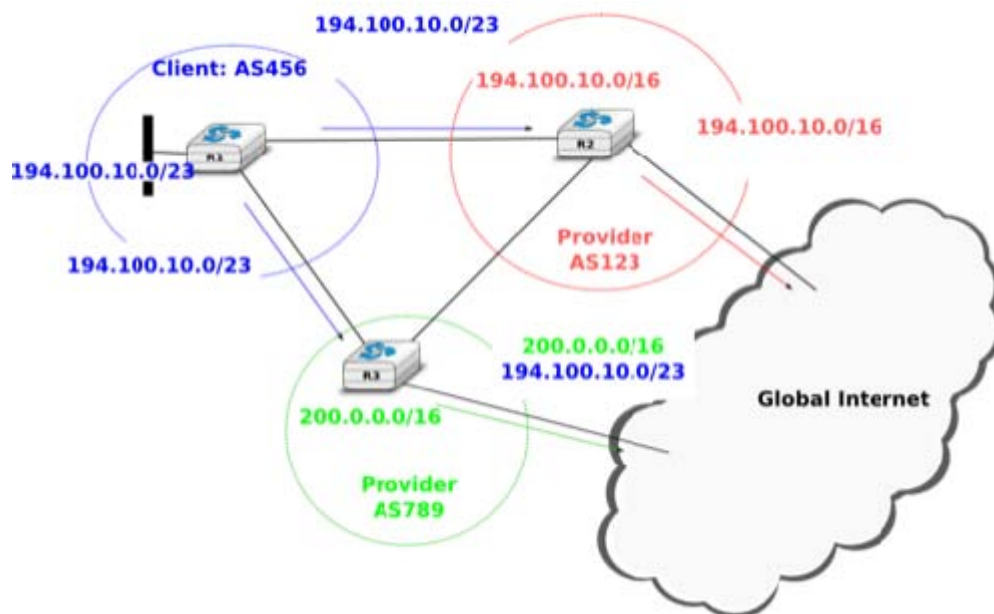 194.100.10.0/23
Client: AS456
194.100.10.0/16
194.100.10.0/16
R1
R2
194.100.10.0/23
Provider
AS123
194.100.10.0/23
200.0.0.0/16
194.100.10.0/23
R3
Global Internet
200.0.0.0/16
Provider
AS789